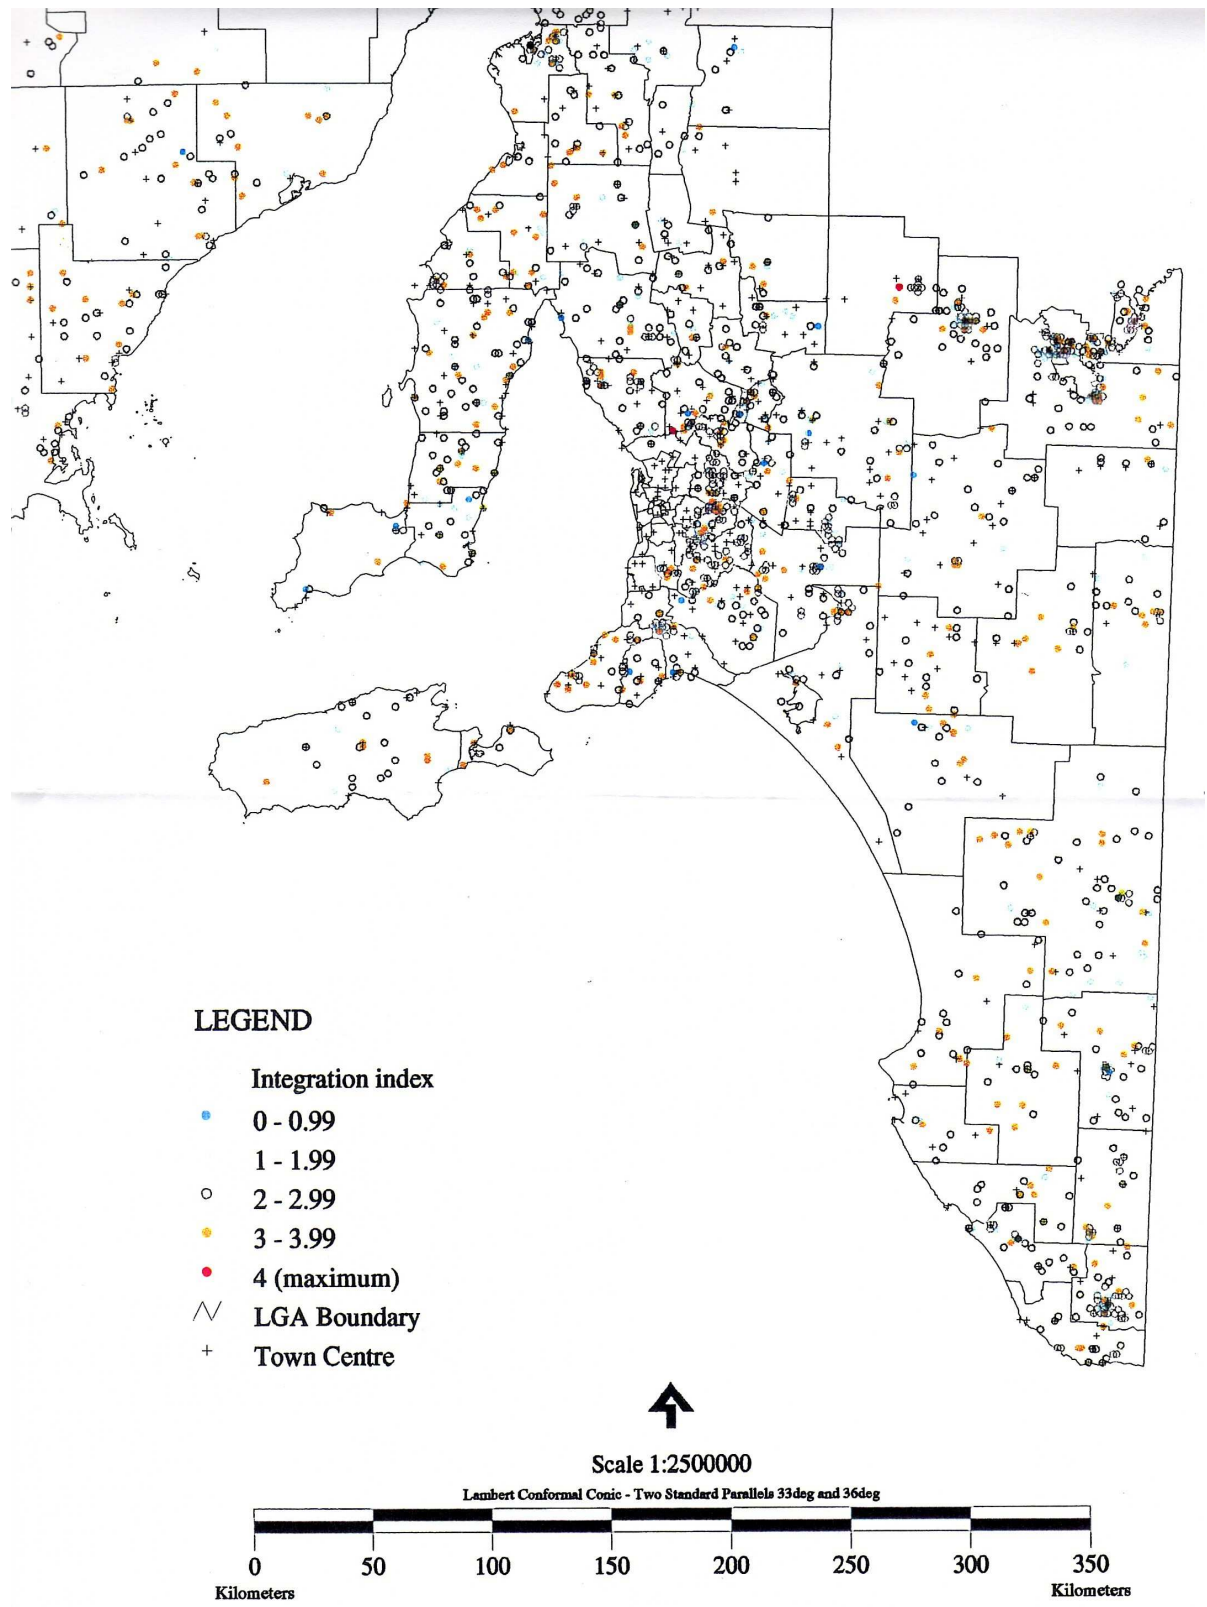 LEGEND
Integration index
0 - 0.99
1 - 1.99
2 - 2.99
3 - 3.99
4 (maximum)
LGA Boundary
Town Centre
Scale 1:2500000
Lambert Conformal Conic - Two Standard Parallels 33deg and 36deg
0 50 100 150 200 250 300 350
Kilometers Kilometers